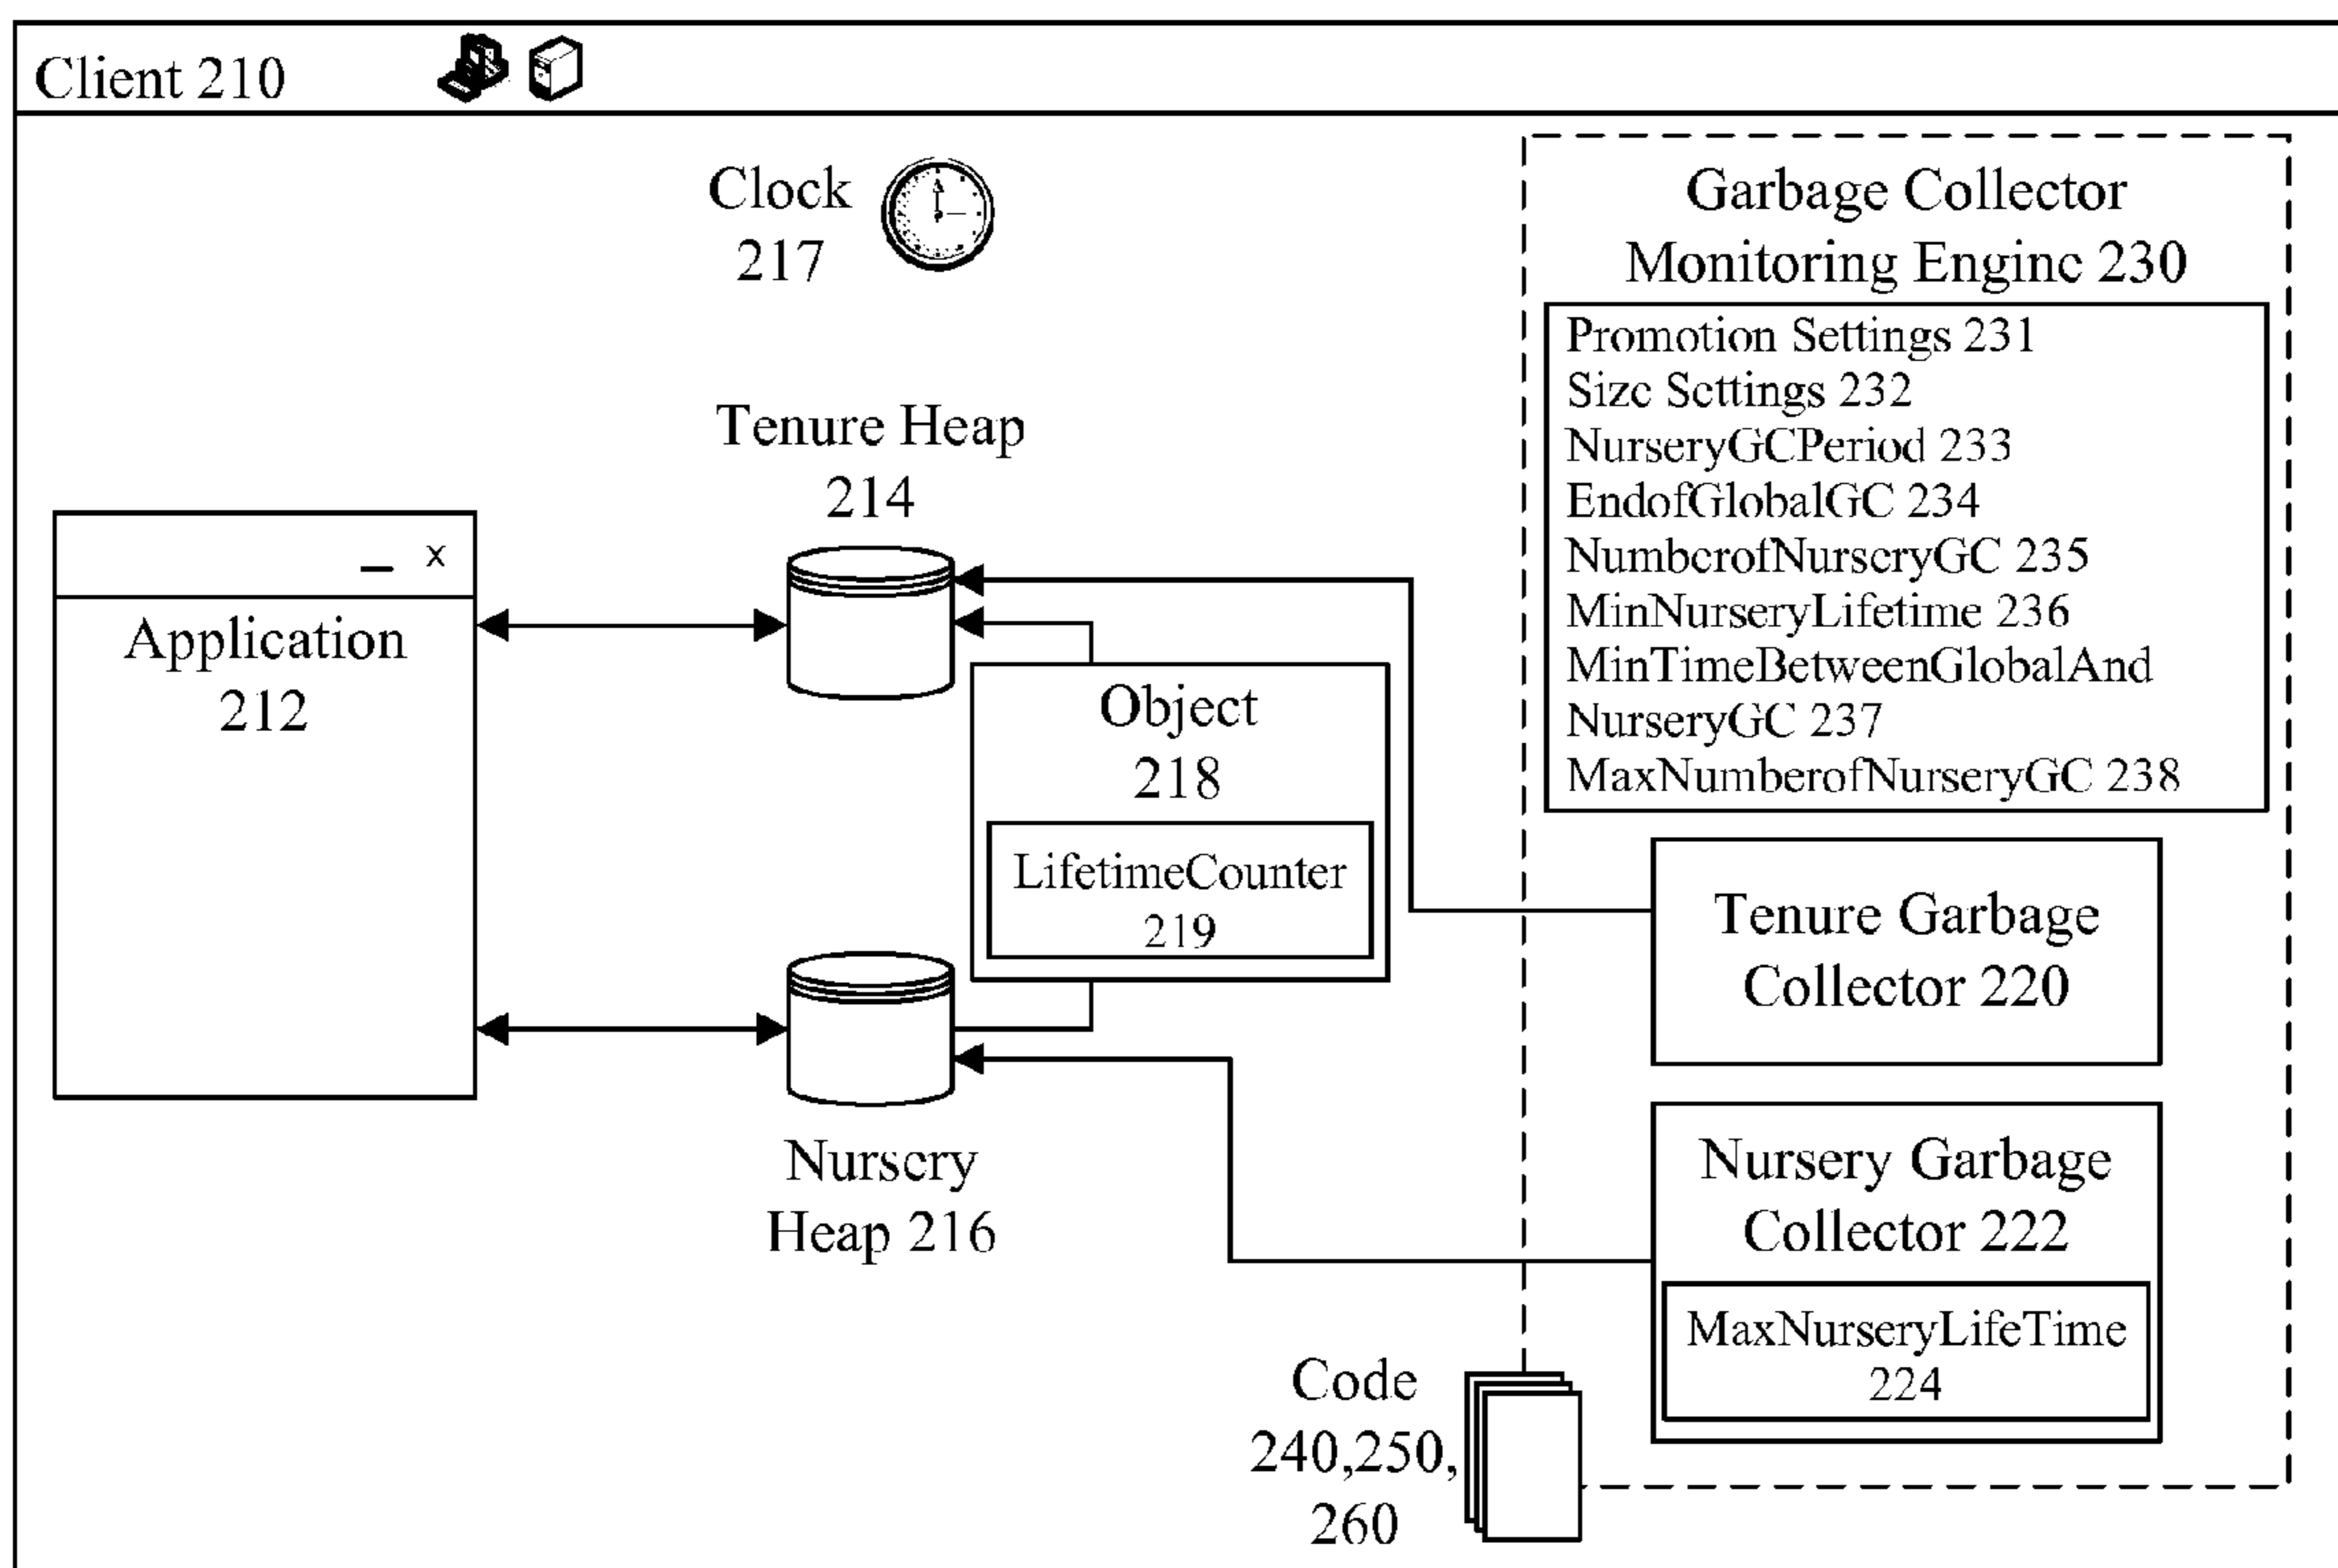 Client 210
Clock
217
Tenure Heap
214
_ x
Application
212
Object
218
LifetimeCounter
219
Nursery
Heap 216
Garbage Collector
Monitoring Engine 230
Promotion Settings 231
Size Settings 232
NurseryGCPeriod 233
EndofGlobalGC 234
NumberofNurseryGC 235
MinNurseryLifetime 236
MinTimeBetweenGlobalAnd
NurseryGC 237
MaxNumberofNurseryGC 238
Tenure Garbage
Collector 220
Nursery Garbage
Collector 222
MaxNurseryLifeTime
224
Code
240,250,
260